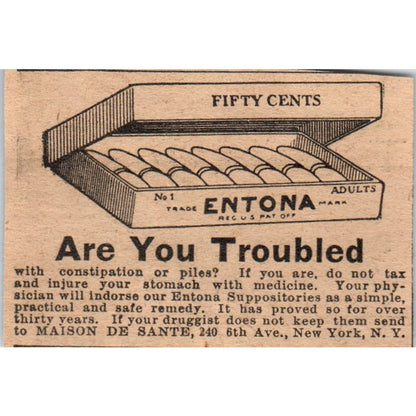 FIFTY CENTS
No 1
ADULTS
TRADE ENTONA MARK
REG US PAT OFF
Are You Troubled
with constipation or piles? If you are, do not tax
and injure your stomach with medicine. Your phy-
sician will indorse our Entona Suppositories as a simple,
practical and safe remedy. It has proved so for over
thirty years. If your druggist does not keep them send
to MAISON DE SANTE, 240 6th Ave., New York, N. Y.